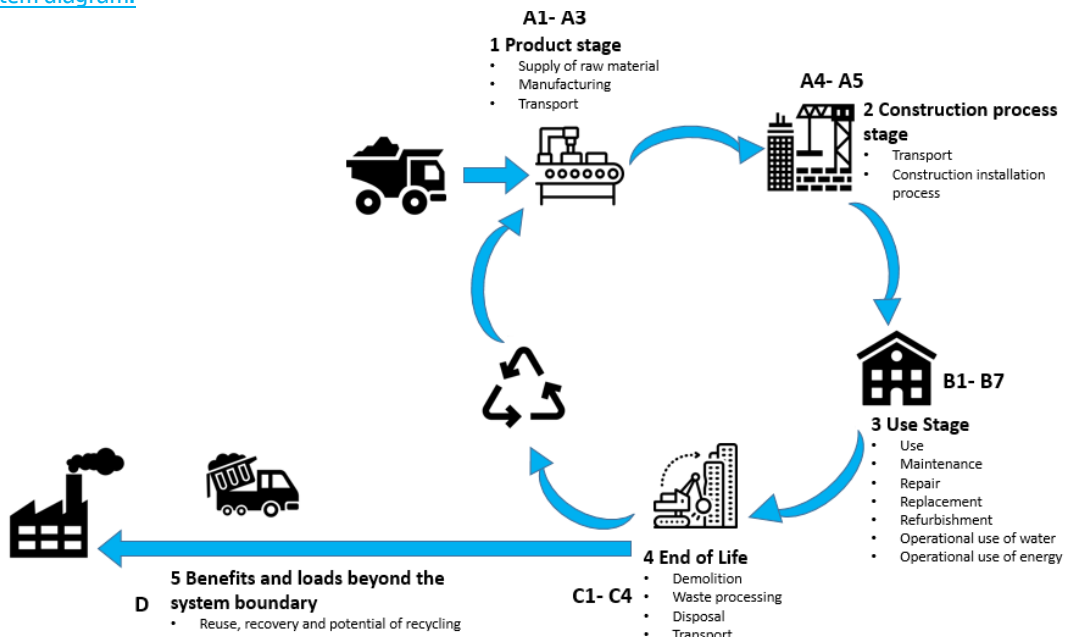 tem diagram.
A1- A3
1 Product stage
• Supply of raw material
• Manufacturing
• Transport
A4- A5
2 Construction process
stage
• Transport
• Construction installation
process
B1- B7
3 Use Stage
• Use
• Maintenance
• Repair
• Replacement
• Refurbishment
• Operational use of water
• Operational use of energy
4 End of Life
C1- C4
• Demolition
• Waste processing
• Disposal
• Transport
5 Benefits and loads beyond the
D system boundary
• Reuse, recovery and potential of recycling